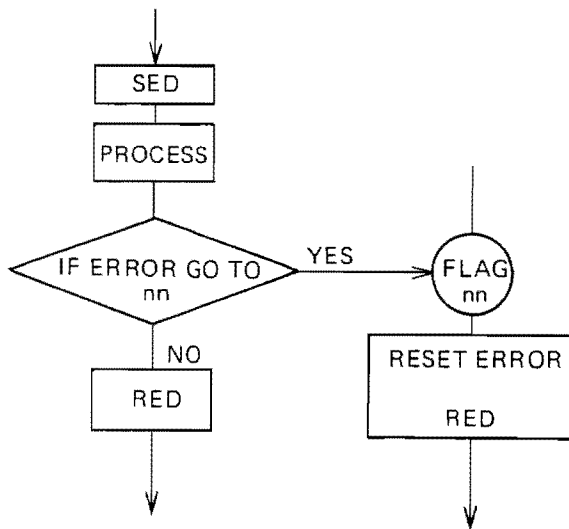 SED
PROCESS
IF ERROR GO TO
nn
YES
FLAG
nn
NO
RED
RESET ERROR
RED